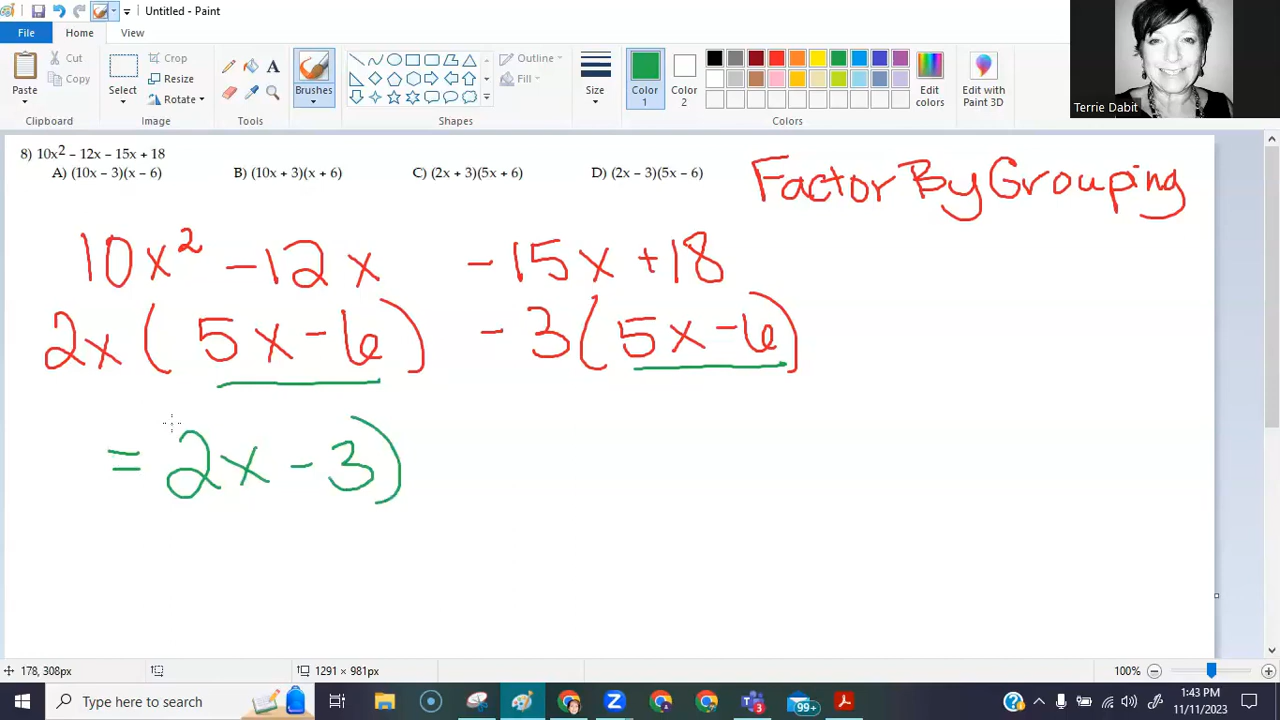 Untitled - Paint
File Home View
Paste
Cut
Copy
Clipboard
Select
Crop
Resize
Rotate
Image
Tools
Brushes
Shapes
Outline
Fill
Size
Color 1
Color 2
Edit colors
Edit with Paint 3D
Colors
Terrie Dabit
8) 10x² − 12x − 15x + 18
A) (10x − 3)(x − 6) B) (10x + 3)(x + 6) C) (2x + 3)(5x + 6) D) (2x − 3)(5x − 6)
Factor By Grouping
10x² - 12x - 15x + 18
2x ( 5x - 6 ) - 3 ( 5x - 6 )
= 2x - 3)
178, 308px 1291 × 981px 100%
Type here to search
3
99+
1:43 PM
11/11/2023